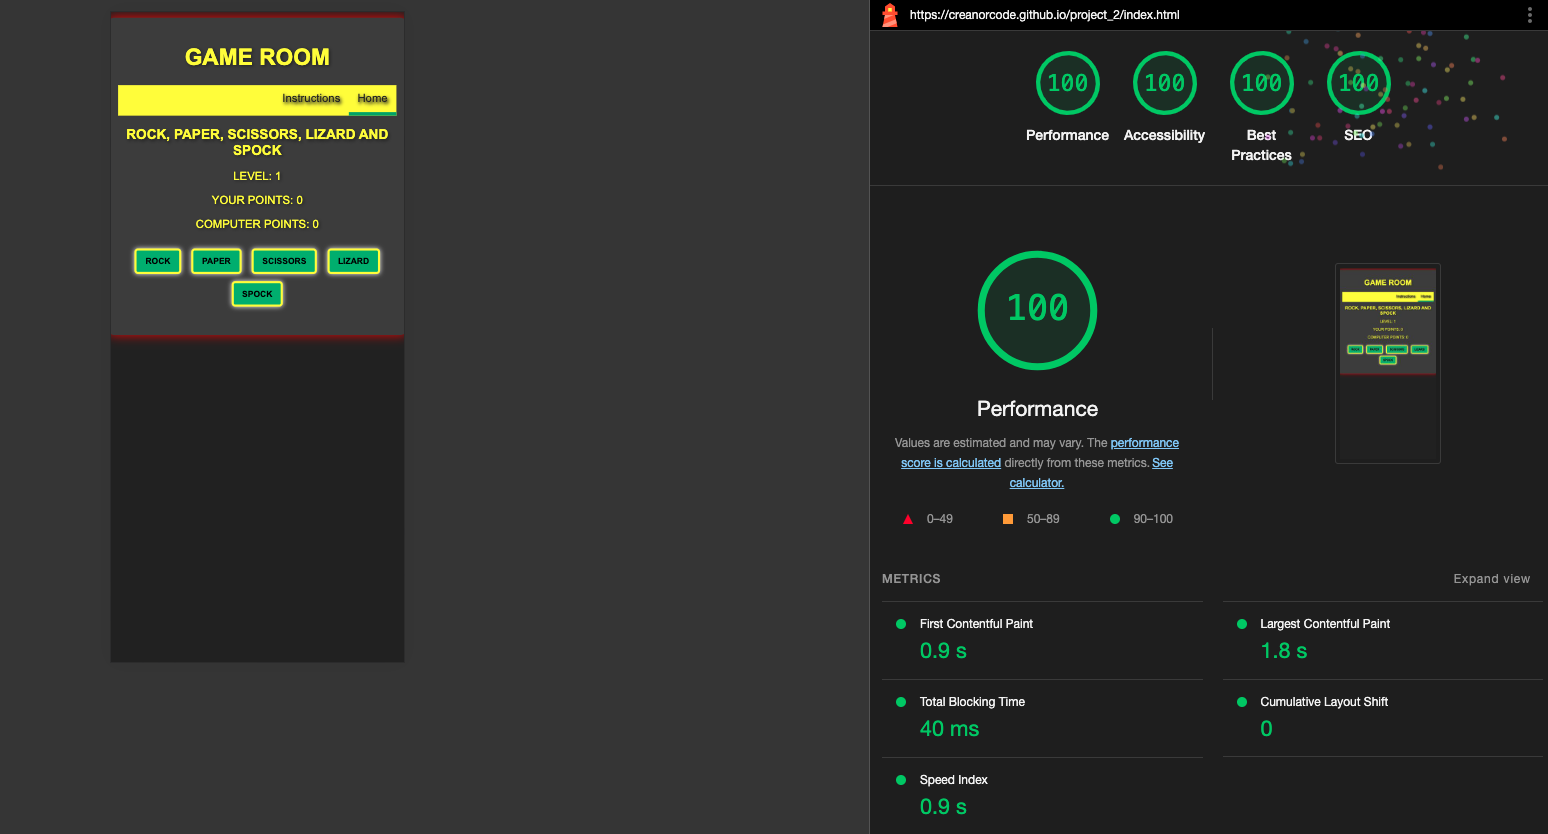 GAME ROOM
Instructions Home
ROCK, PAPER, SCISSORS, LIZARD AND
SPOCK
LEVEL: 1
YOUR POINTS: 0
COMPUTER POINTS: 0
ROCK PAPER SCISSORS LIZARD
SPOCK
https://creanorcode.github.io/project_2/index.html
100 100 100 100
Performance Accessibility Best Practices SEO
100
Performance
Values are estimated and may vary. The performance
score is calculated directly from these metrics. See
calculator.
0–49 50–89 90–100
GAME ROOM
Instructions Home
ROCK, PAPER, SCISSORS, LIZARD AND
SPOCK
LEVEL: 1
YOUR POINTS: 0
COMPUTER POINTS: 0
ROCK PAPER SCISSORS LIZARD
SPOCK
METRICS Expand view
First Contentful Paint
0.9 s
Largest Contentful Paint
1.8 s
Total Blocking Time
40 ms
Cumulative Layout Shift
0
Speed Index
0.9 s